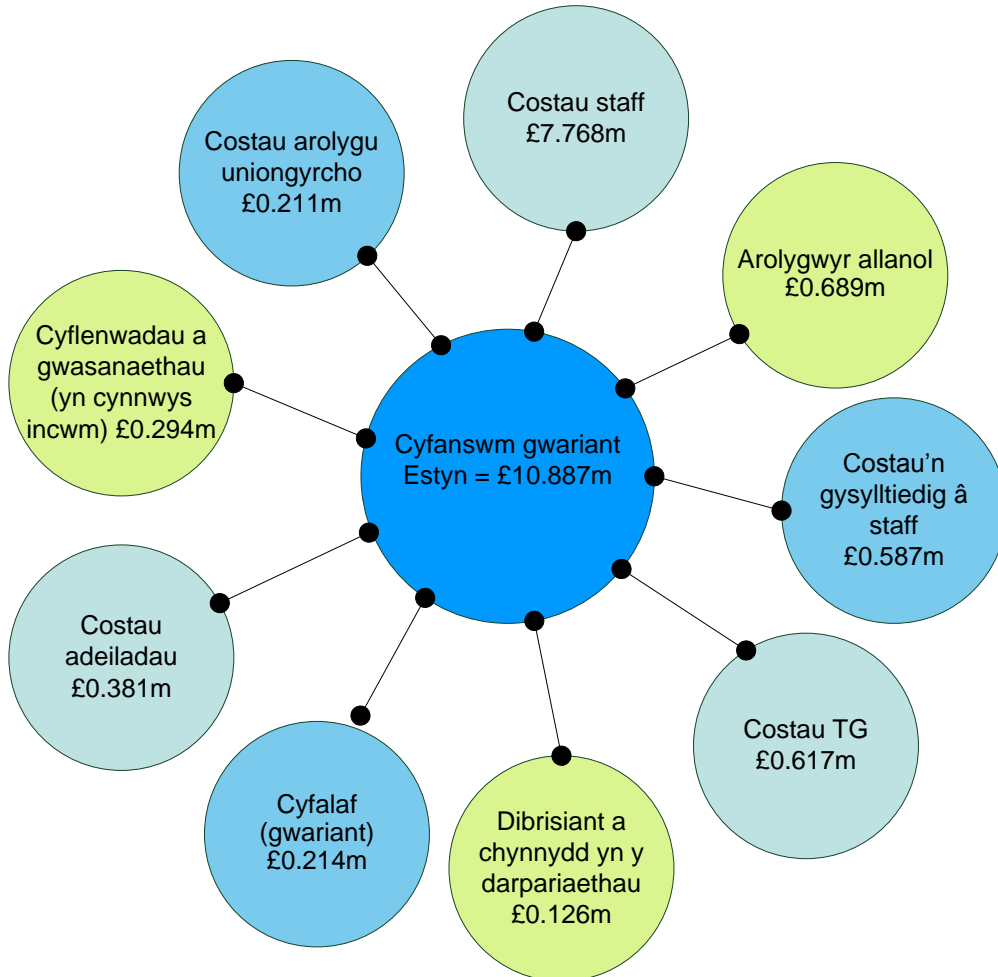 Costau staff
£7.768m
Costau arolygu
uniongyrcho
£0.211m
Arolygwyr allanol
£0.689m
Cyflenwadau a
gwasanaethau
(yn cynnwys
incwm) £0.294m
Cyfanswm gwariant
Estyn = £10.887m
Costau’n
gysylltiedig â
staff
£0.587m
Costau
adeiladau
£0.381m
Costau TG
£0.617m
Cyfalaf
(gwariant)
£0.214m
Dibrisiant a
chynnydd yn y
darpariaethau
£0.126m